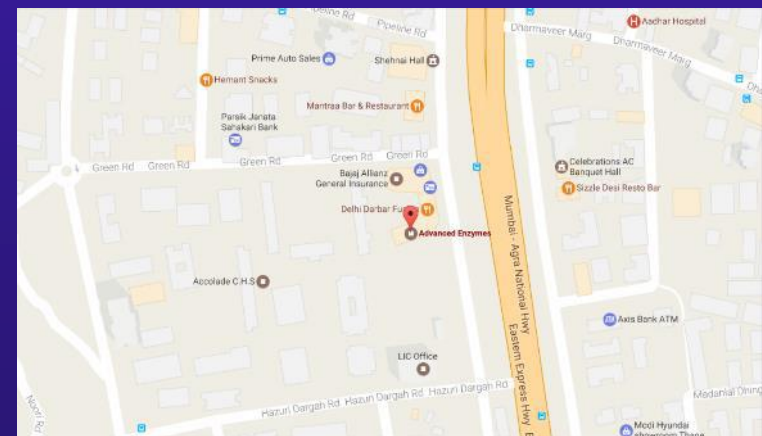 Pipeline Rd
Pipeline Rd
Aadhar Hospital
Dharmaveer Marg
Dharmaveer Marg
Prime Auto Sales
Shehnai Hall
Hemant Snacks
Mantraa Bar & Restaurant
Parsik Janata
Sahakari Bank
Green Rd
Green Rd
Green Rd
Green Rd
Green Rd
Celebrations AC
Banquet Hall
Bajaj Allianz
General Insurance
Sizzle Desi Resto Bar
Delhi Darbar
Advanced Enzymes
Mumbai - Agra National Hwy
Eastern Express Hwy
Accolade C.H.S
Axis Bank ATM
LIC Office
Hazuri Dargah Rd
Hazuri Dargah Rd
Hazuri Dargah Rd
Noori Rd
Modi Hyundai
showroom Thane